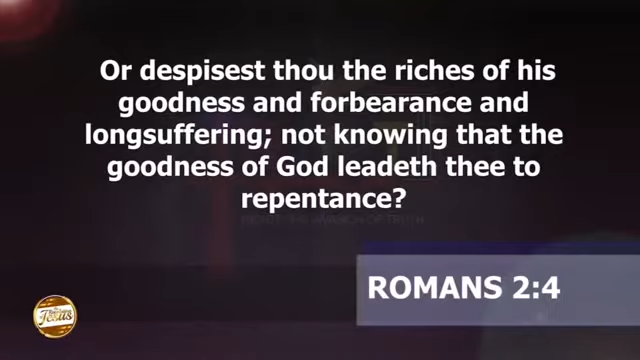 Or despisest thou the riches of his
goodness and forbearance and
longsuffering; not knowing that the
goodness of God leadeth thee to
repentance?
ROMANS 2:4
Jesus